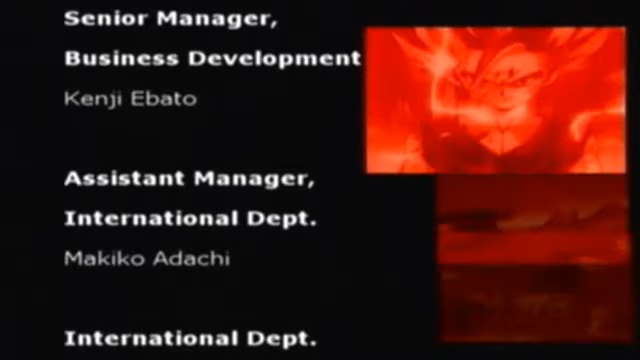 Senior Manager,
Business Development
Kenji Ebato
Assistant Manager,
International Dept.
Makiko Adachi
International Dept.